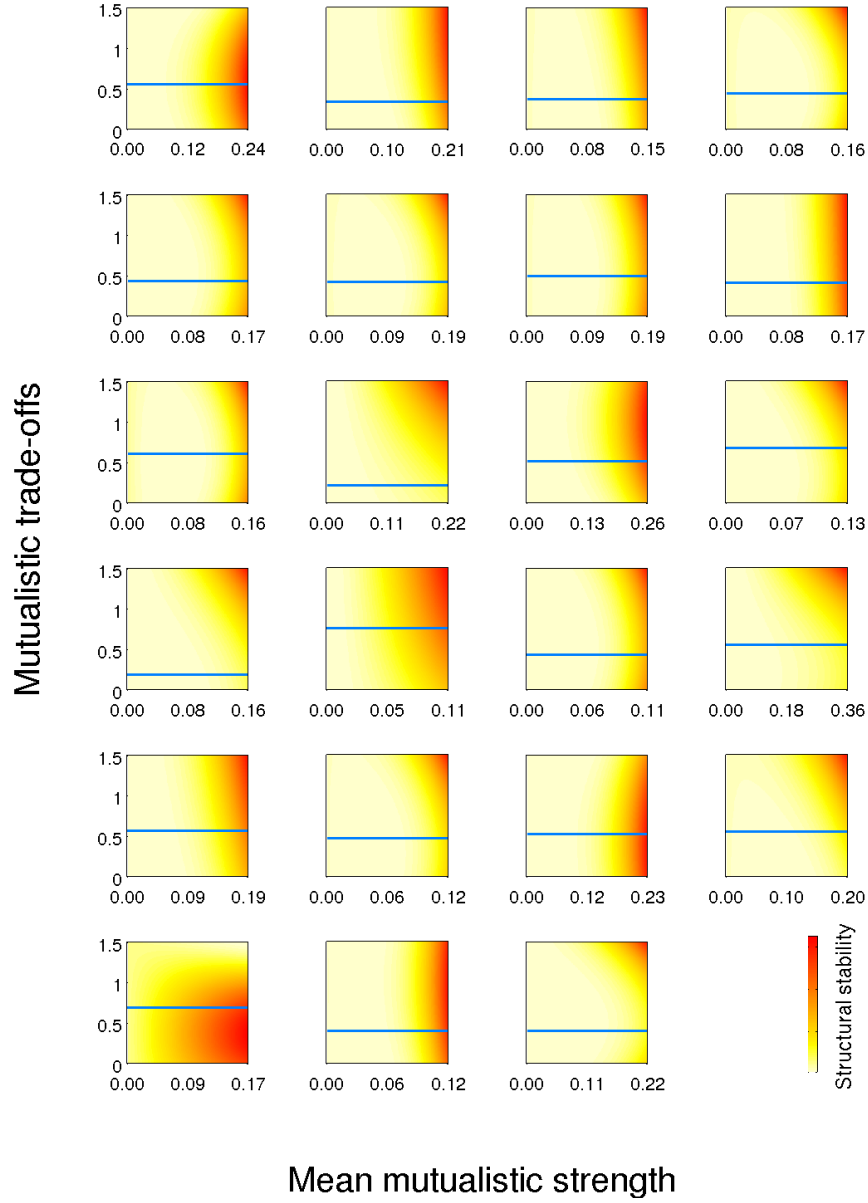 1.5
1
0.5
0
0.00 0.12 0.24
0.00 0.10 0.21
0.00 0.08 0.15
0.00 0.08 0.16
1.5
1
0.5
0
0.00 0.08 0.17
0.00 0.09 0.19
0.00 0.09 0.19
0.00 0.08 0.17
Mutualistic trade-offs
1.5
1
0.5
0
0.00 0.08 0.16
0.00 0.11 0.22
0.00 0.13 0.26
0.00 0.07 0.13
1.5
1
0.5
0
0.00 0.08 0.16
0.00 0.05 0.11
0.00 0.06 0.11
0.00 0.18 0.36
1.5
1
0.5
0
0.00 0.09 0.19
0.00 0.06 0.12
0.00 0.12 0.23
0.00 0.10 0.20
1.5
1
0.5
0
0.00 0.09 0.17
0.00 0.06 0.12
0.00 0.11 0.22
Structural stability
Mean mutualistic strength